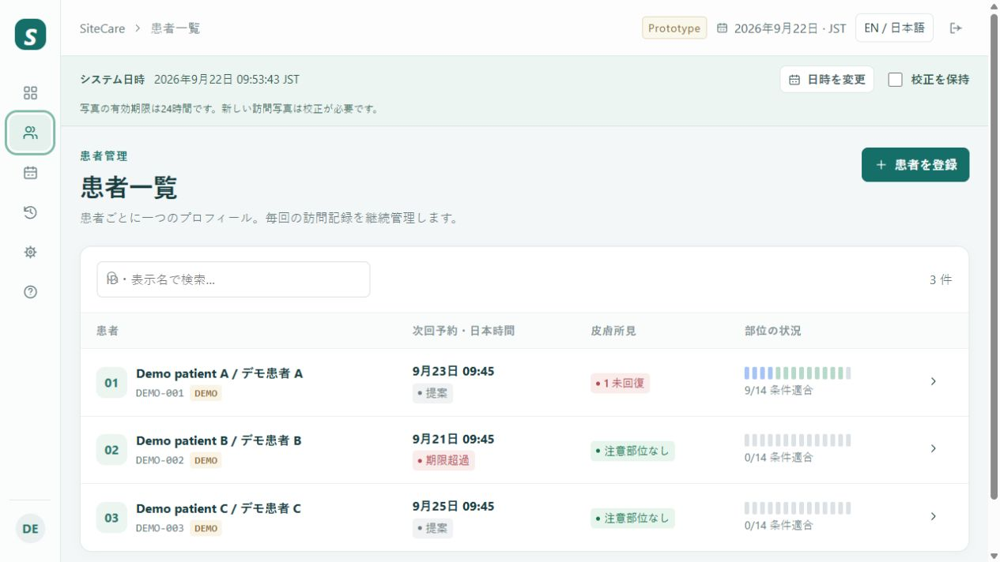 S
SiteCare > 患者一覧
Prototype
2026年9月22日 · JST
EN / 日本語
システム日時 2026年9月22日 09:53:43 JST
日時を変更
校正を保持
写真の有効期限は24時間です。新しい訪問写真は校正が必要です。
患者管理
患者一覧
患者ごとに一つのプロフィール。毎回の訪問記録を継続管理します。
+ 患者を登録
ID・表示名で検索...
3 件
患者 次回予約・日本時間 皮膚所見 部位の状況
01 Demo patient A / デモ患者 A
DEMO-001 DEMO
9月23日 09:45
提案
1 未回復
9/14 条件適合
02 Demo patient B / デモ患者 B
DEMO-002 DEMO
9月21日 09:45
期限超過
注意部位なし
0/14 条件適合
03 Demo patient C / デモ患者 C
DEMO-003 DEMO
9月25日 09:45
提案
注意部位なし
0/14 条件適合
DE